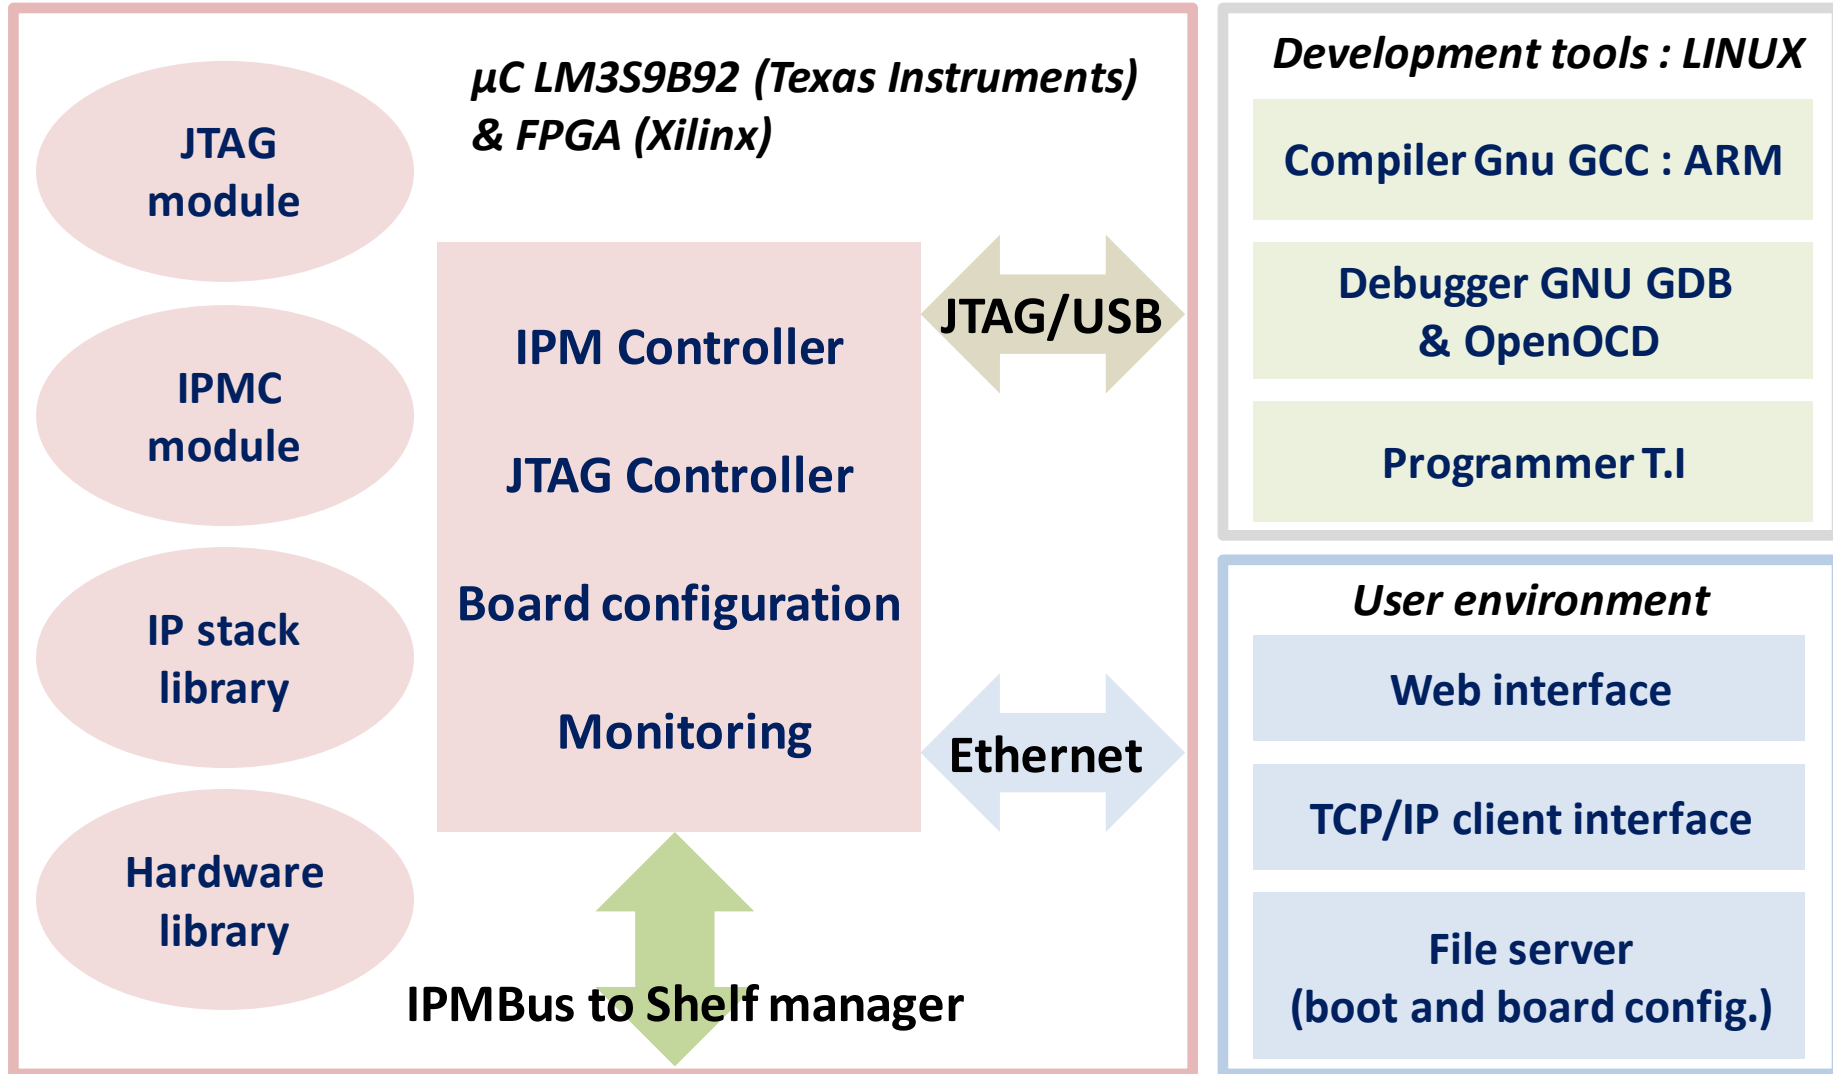 µC LM3S9B92 (Texas Instruments)
& FPGA (Xilinx)
JTAG
module
IPMC
module
IP stack
library
Hardware
library
IPM Controller
JTAG Controller
Board configuration
Monitoring
JTAG/USB
Ethernet
IPMBus to Shelf manager
Development tools : LINUX
Compiler Gnu GCC : ARM
Debugger GNU GDB
& OpenOCD
Programmer T.I
User environment
Web interface
TCP/IP client interface
File server
(boot and board config.)